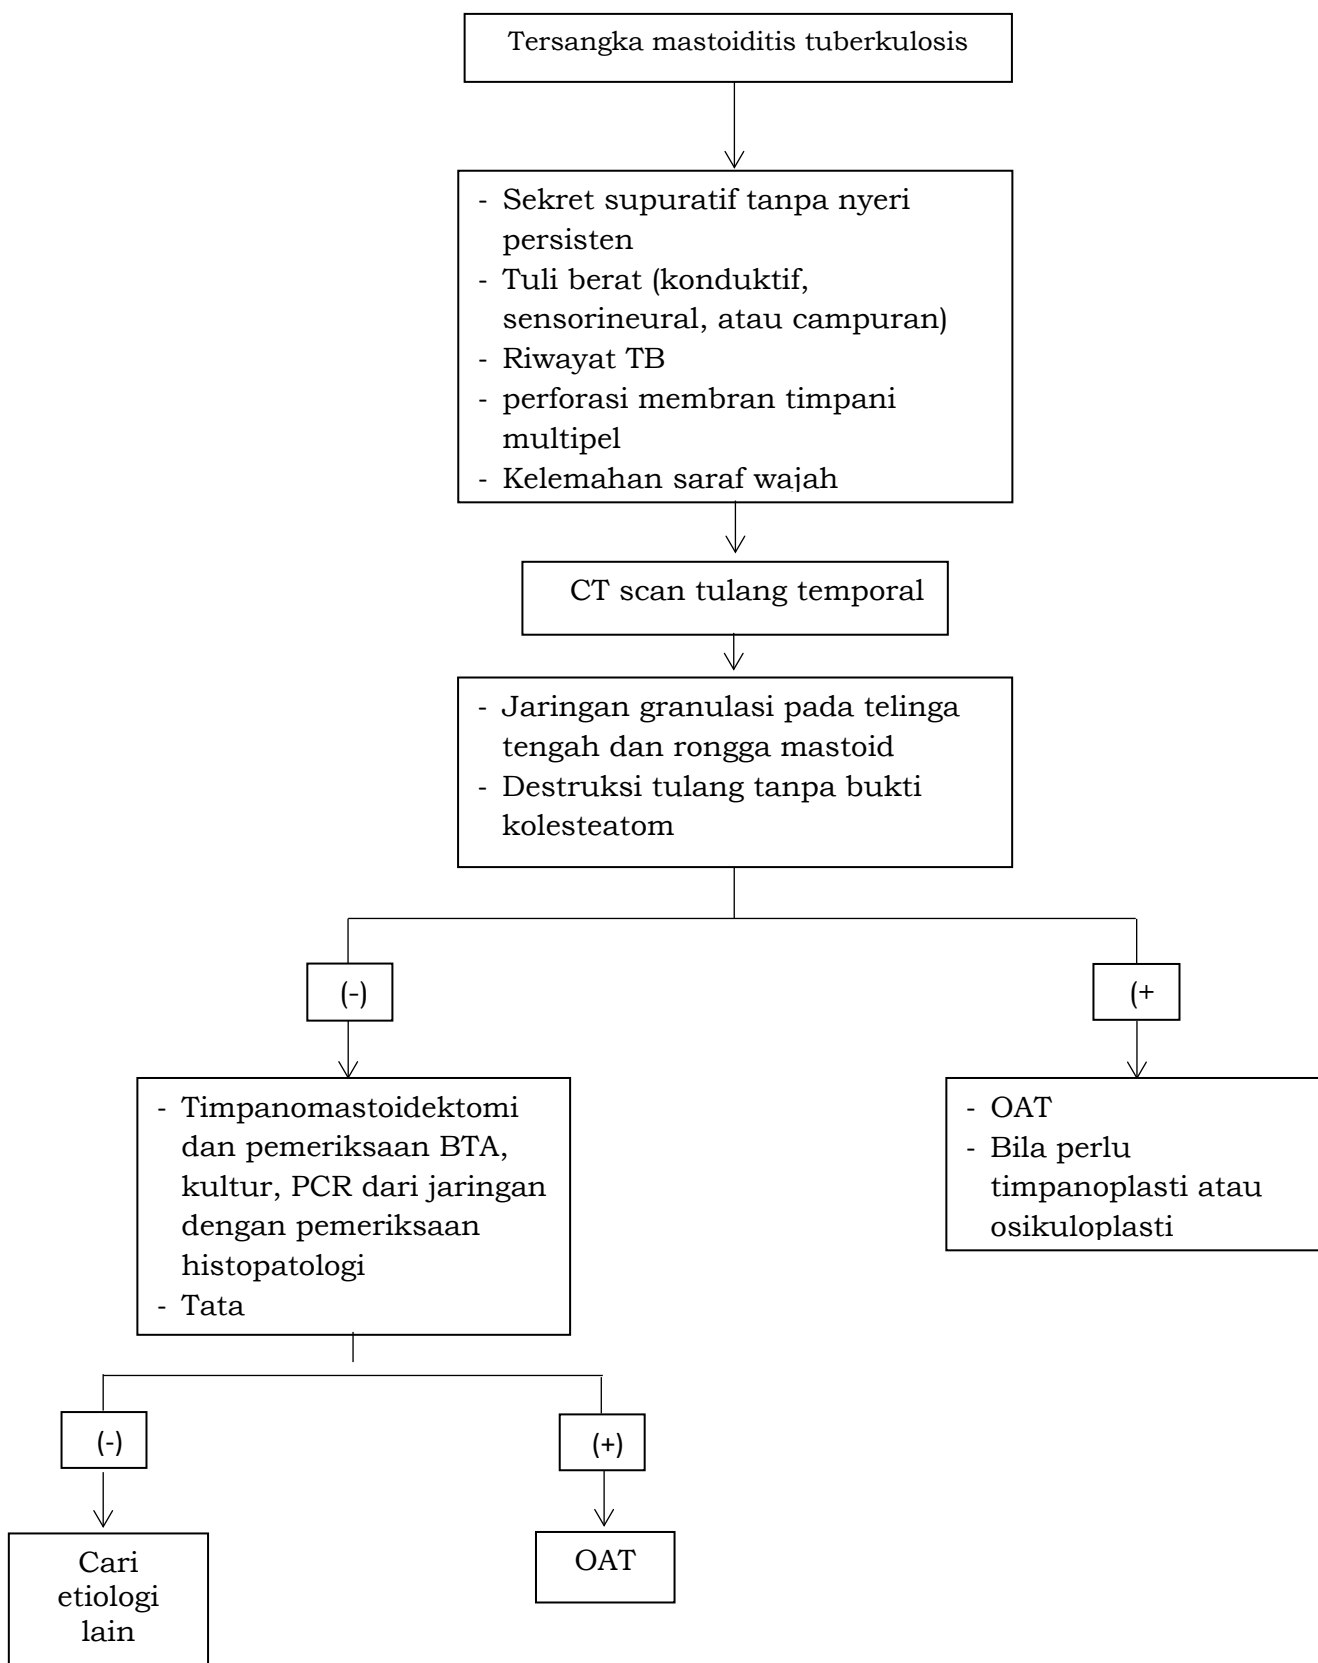 Tersangka mastoiditis tuberkulosis
- Sekret supuratif tanpa nyeri
persisten
- Tuli berat (konduktif,
sensorineural, atau campuran)
- Riwayat TB
- perforasi membran timpani
multipel
- Kelemahan saraf wajah
CT scan tulang temporal
- Jaringan granulasi pada telinga
tengah dan rongga mastoid
- Destruksi tulang tanpa bukti
kolesteatom
(-)
(+
- Timpanomastoidektomi
dan pemeriksaan BTA,
kultur, PCR dari jaringan
dengan pemeriksaan
histopatologi
- Tata
- OAT
- Bila perlu
timpanoplasti atau
osikuloplasti
(-)
(+)
Cari
etiologi
lain
OAT